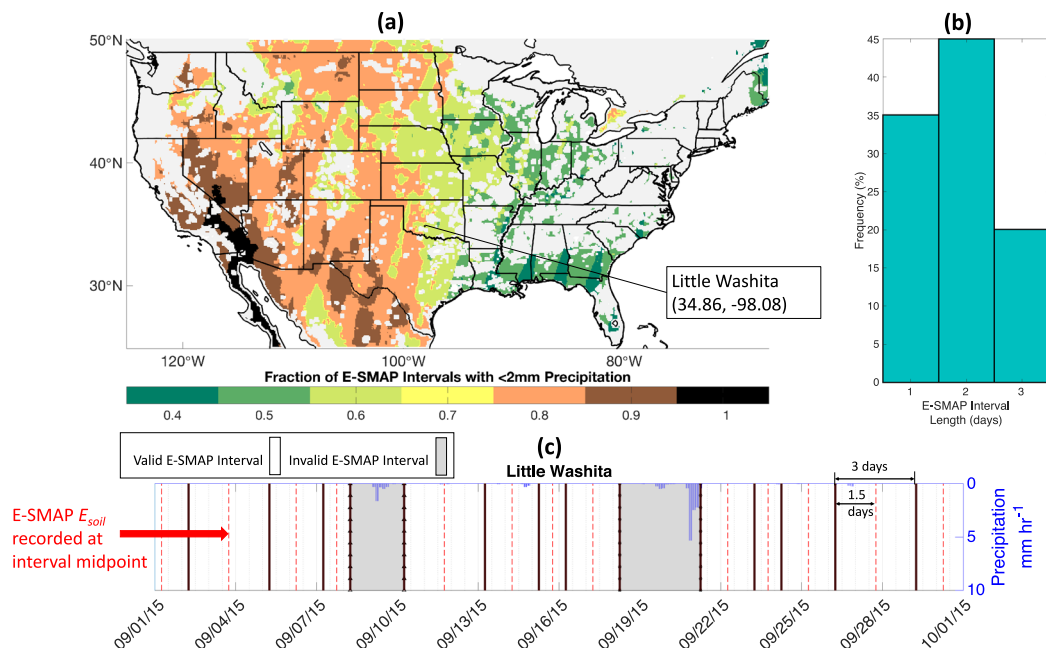 (a)
(b)
50°N
40°N
30°N
120°W
100°W
80°W
Little Washita
(34.86, -98.08)
Fraction of E-SMAP Intervals with <2mm Precipitation
0.4 0.5 0.6 0.7 0.8 0.9 1
Frequency (%)
45
40
35
30
25
20
15
10
5
0
1 2 3
E-SMAP Interval
Length (days)
(c)
Valid E-SMAP Interval
Invalid E-SMAP Interval
Little Washita
3 days
1.5
days
E-SMAP Esoil
recorded at
interval midpoint
0
5
10
Precipitation
mm hr-1
09/01/15
09/04/15
09/07/15
09/10/15
09/13/15
09/16/15
09/19/15
09/22/15
09/25/15
09/28/15
10/01/15